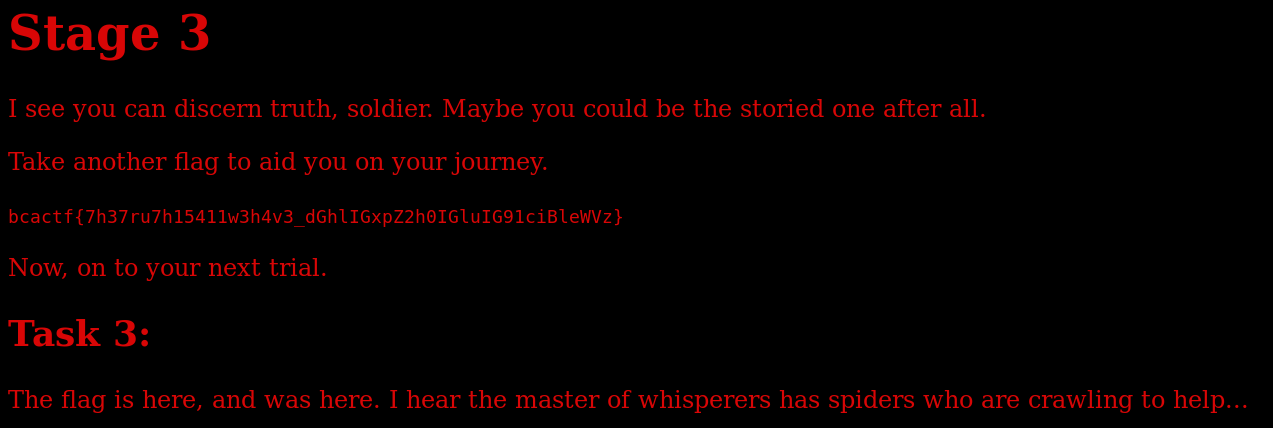 Stage 3
I see you can discern truth, soldier. Maybe you could be the storied one after all.
Take another flag to aid you on your journey.
bcactf{7h37ru7h15411w3h4v3_dGhlIGxpZ2h0IGluIG91ciBleWVz}
Now, on to your next trial.
Task 3:
The flag is here, and was here. I hear the master of whisperers has spiders who are crawling to help...